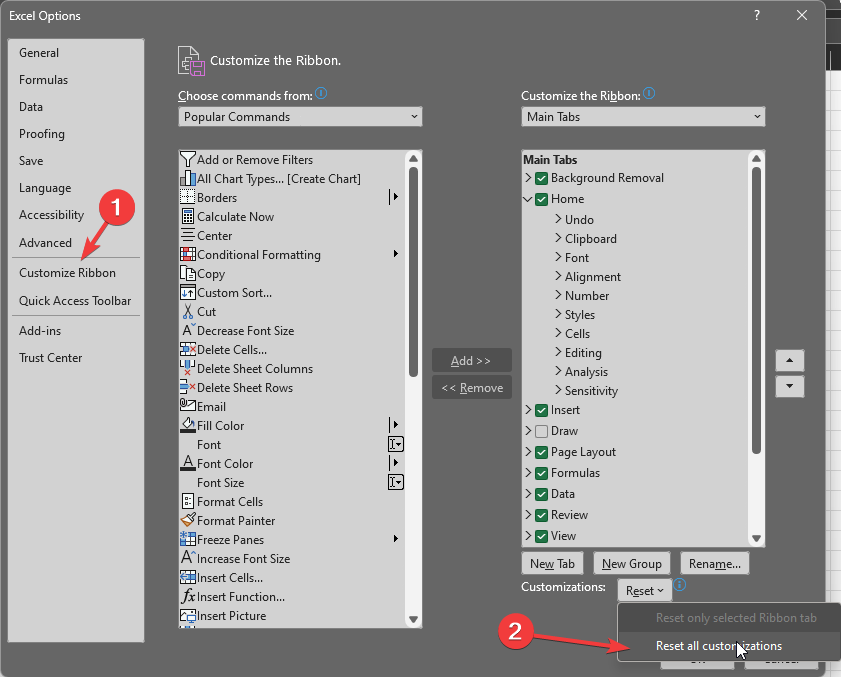 Excel Options
?
General
Formulas
Data
Proofing
Save
Language
Accessibility
Advanced
Customize Ribbon
Quick Access Toolbar
Add-ins
Trust Center
1
Customize the Ribbon.
Choose commands from:
Popular Commands
Add or Remove Filters
All Chart Types... [Create Chart]
Borders
Calculate Now
Center
Conditional Formatting
Copy
Custom Sort...
Cut
Decrease Font Size
Delete Cells...
Delete Sheet Columns
Delete Sheet Rows
Email
Fill Color
Font
Font Color
Font Size
Format Cells
Format Painter
Freeze Panes
Increase Font Size
Insert Cells...
Insert Function...
Insert Picture
Add >>
<< Remove
Customize the Ribbon:
Main Tabs
Main Tabs
Background Removal
Home
Undo
Clipboard
Font
Alignment
Number
Styles
Cells
Editing
Analysis
Sensitivity
Insert
Draw
Page Layout
Formulas
Data
Review
View
New Tab
New Group
Rename...
Customizations:
Reset
2
Reset only selected Ribbon tab
Reset all customizations